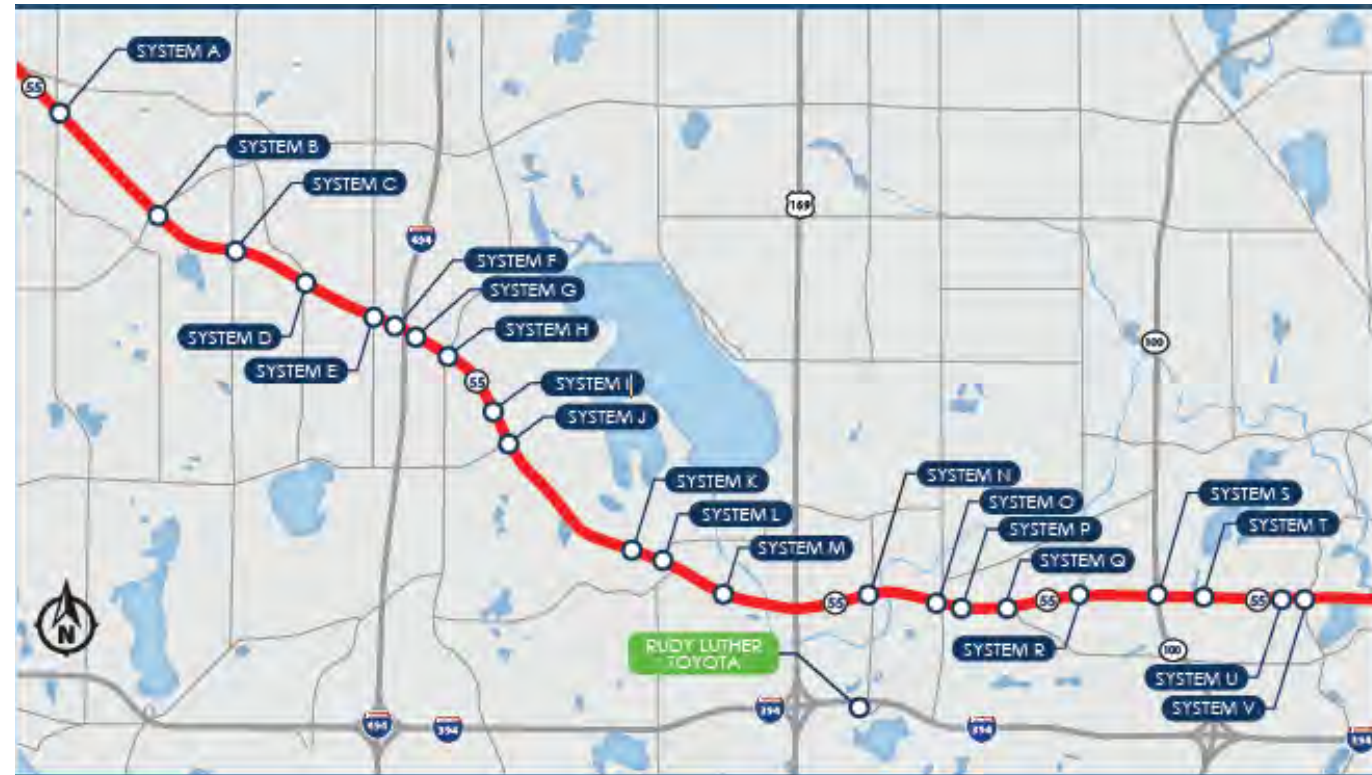 SYSTEM A
55
SYSTEM B
SYSTEM C
169
494
SYSTEM F
SYSTEM G
SYSTEM D
SYSTEM H
SYSTEM E
100
55
SYSTEM I
SYSTEM J
SYSTEM K
SYSTEM N
SYSTEM L
SYSTEM O
SYSTEM S
SYSTEM P
SYSTEM T
SYSTEM M
SYSTEM Q
55
55
55
N
RUDY LUTHER
TOYOTA
SYSTEM R
100
SYSTEM U
SYSTEM V
394
494
394
394
394